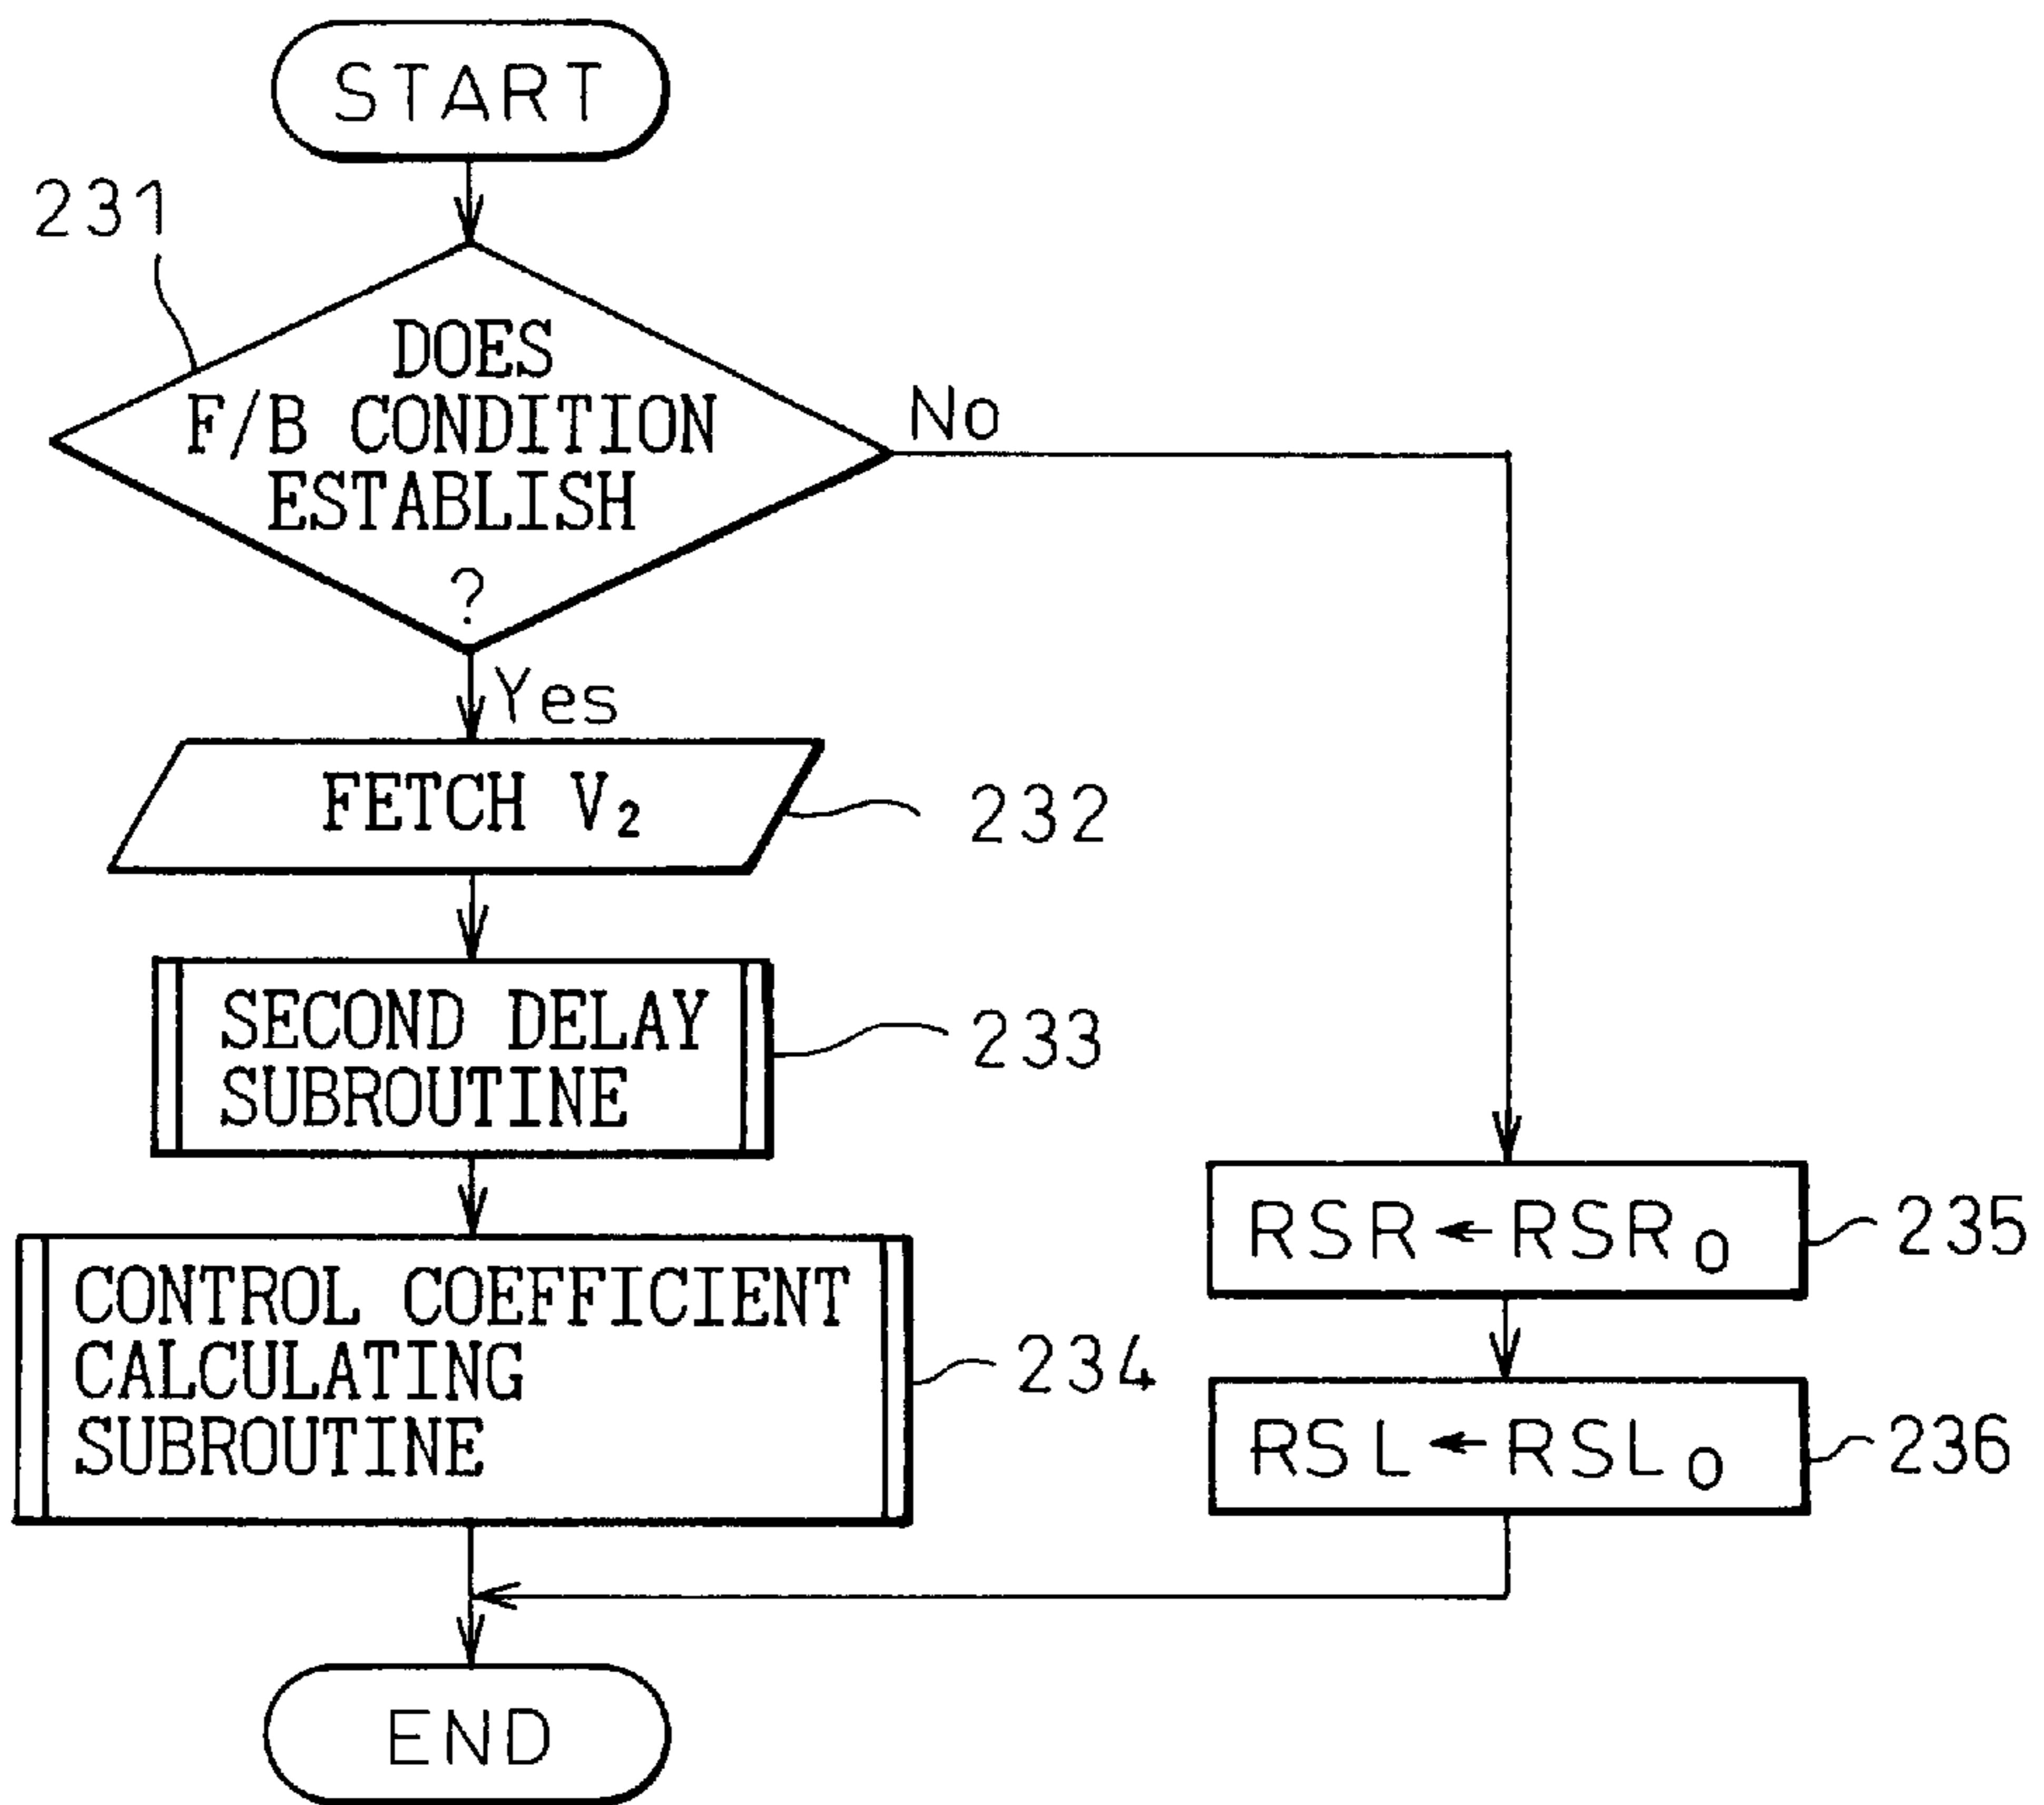 START
231
DOES
F/B CONDITION
ESTABLISH
?
No
Yes
FETCH V₂
232
SECOND DELAY
SUBROUTINE
233
CONTROL COEFFICIENT
CALCULATING
SUBROUTINE
234
RSR←RSR₀
235
RSL←RSL₀
236
END